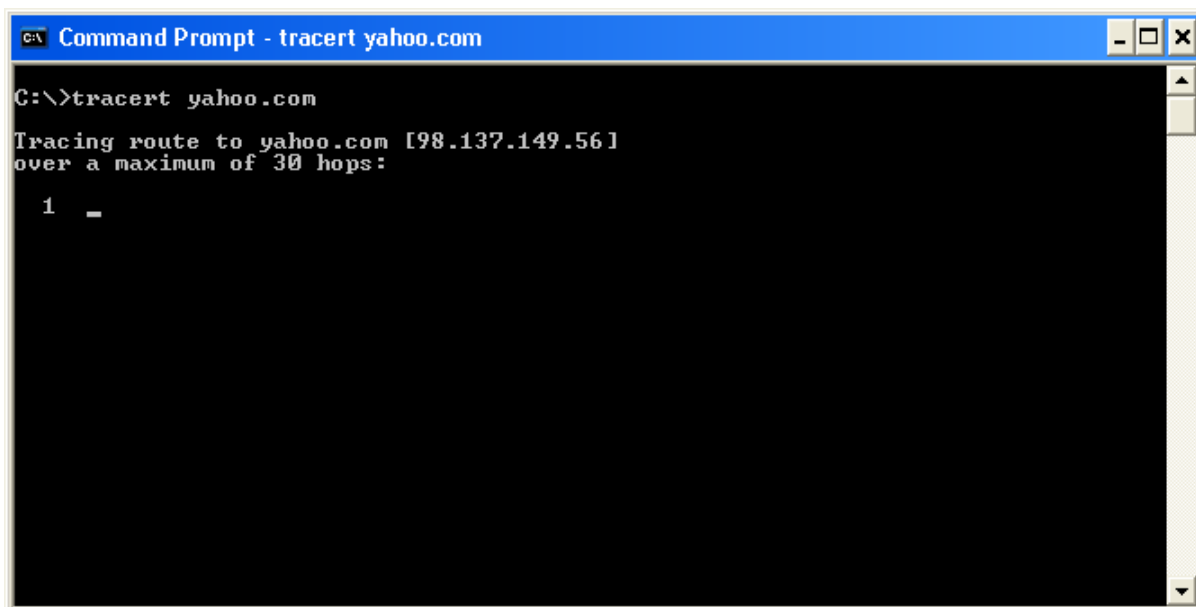 Command Prompt - tracert yahoo.com
C:\>tracert yahoo.com
Tracing route to yahoo.com [98.137.149.56]
over a maximum of 30 hops:
1 _